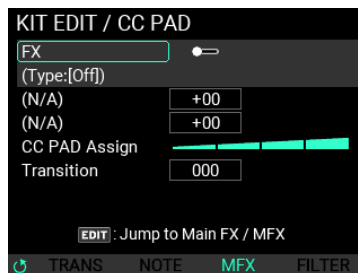 KIT EDIT / CC PAD
FX
(Type:[Off])
(N/A) +00
(N/A) +00
CC PAD Assign
Transition 000
EDIT : Jump to Main FX / MFX
TRANS NOTE MFX FILTER